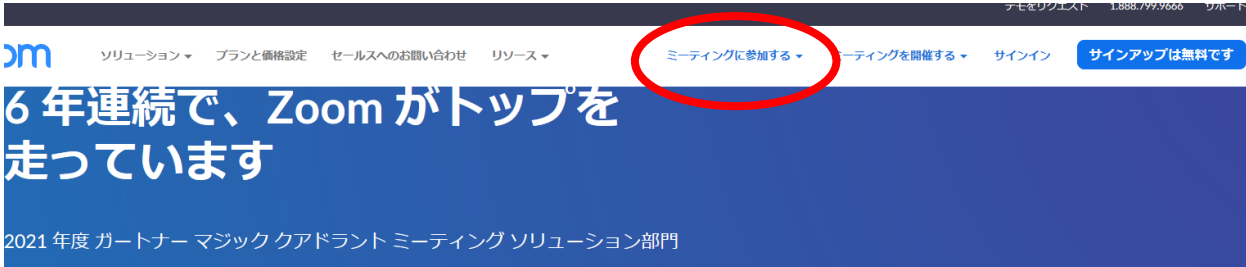 デモをリクエスト 1.888.799.9666 サポート
om ソリューション プランと価格設定 セールスへのお問い合わせ リソース ミーティングに参加する ーティングを開催する サインイン サインアップは無料です
6 年連続で、Zoom がトップを
走っています
2021 年度 ガートナー マジック クアドラント ミーティング ソリューション部門